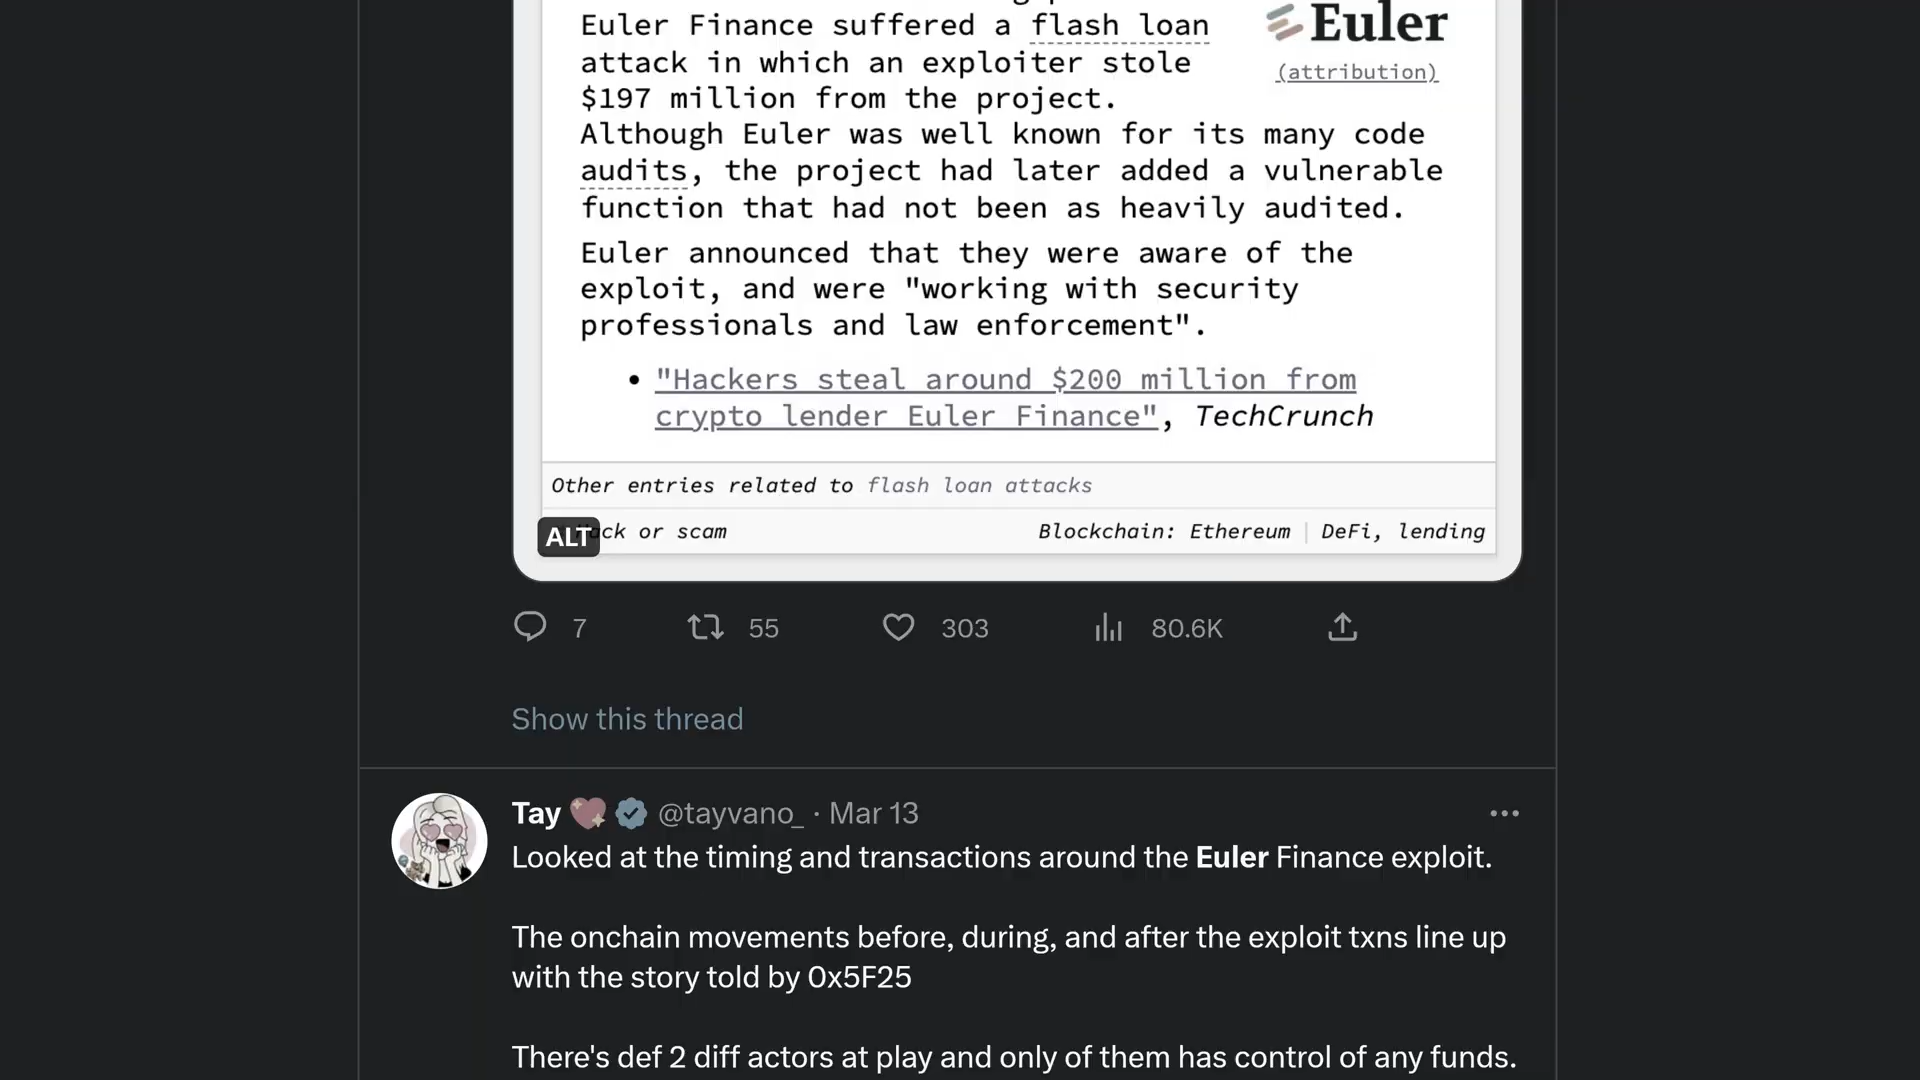 Euler Finance suffered a flash loan
attack in which an exploiter stole
$197 million from the project.
Euler
(attribution)
Although Euler was well known for its many code
audits, the project had later added a vulnerable
function that had not been as heavily audited.
Euler announced that they were aware of the
exploit, and were "working with security
professionals and law enforcement".
• "Hackers steal around $200 million from
crypto lender Euler Finance", TechCrunch
Other entries related to flash loan attacks
ALT
ack or scam
Blockchain: Ethereum | DeFi, lending
7 55 303 80.6K
Show this thread
Tay @tayvano_ · Mar 13
Looked at the timing and transactions around the Euler Finance exploit.
The onchain movements before, during, and after the exploit txns line up
with the story told by 0x5F25
There's def 2 diff actors at play and only of them has control of any funds.